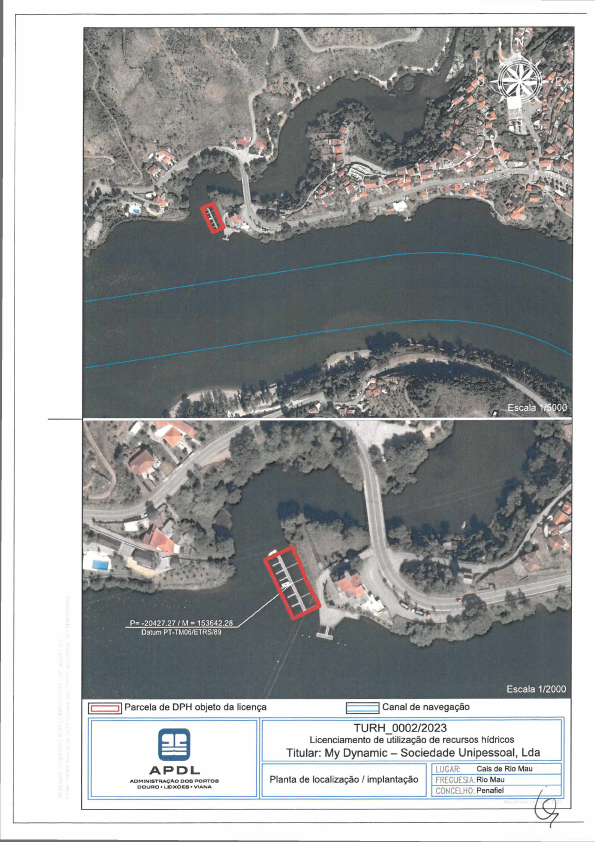 Escala 1/5000
P= -20427.27 / M = 153642.28
Datum PT-TM06/ETRS/89
Escala 1/2000
Parcela de DPH objeto da licença
Canal de navegação
APDL
ADMINISTRAÇÃO DOS PORTOS
DOURO • LEIXÕES • VIANA
TURH_0002/2023
Licenciamento de utilização de recursos hídricos
Titular: My Dynamic – Sociedade Unipessoal, Lda
Planta de localização / implantação
LUGAR: Cais de Rio Mau
FREGUESIA: Rio Mau
CONCELHO: Penafiel